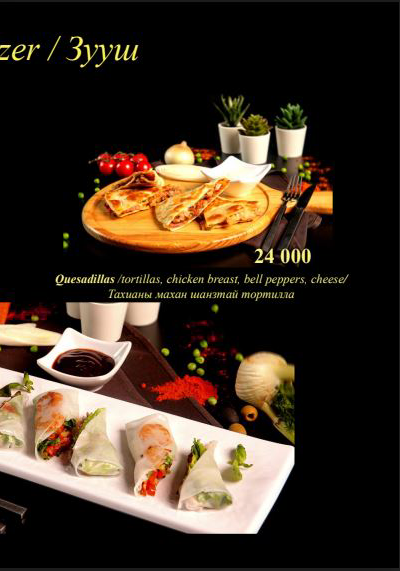 zer / Зууш
24 000
Quesadillas /tortillas, chicken breast, bell peppers, cheese/
Тахианы махан шанзтай тортилла